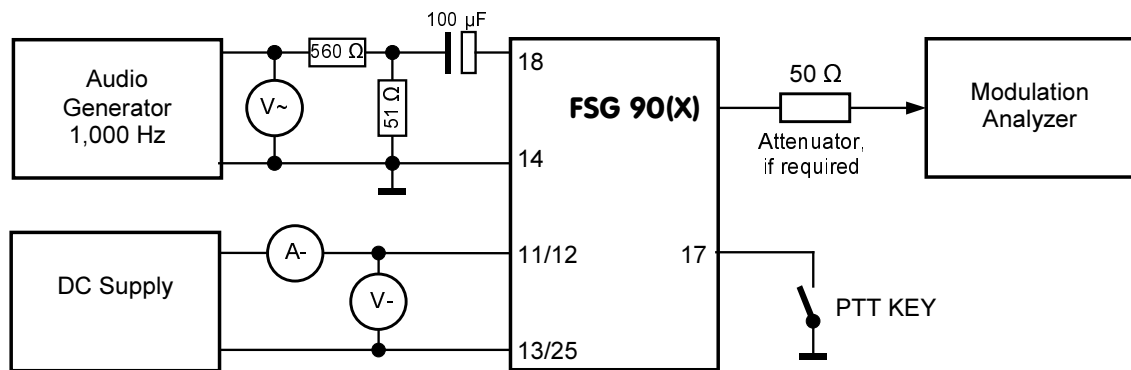 100 µF
560 Ω
18
50 Ω
Audio
Generator
1,000 Hz
V~
51 Ω
FSG 90(X)
Modulation
Analyzer
14
Attenuator,
if required
A-
11/12
17
DC Supply
V-
PTT KEY
13/25